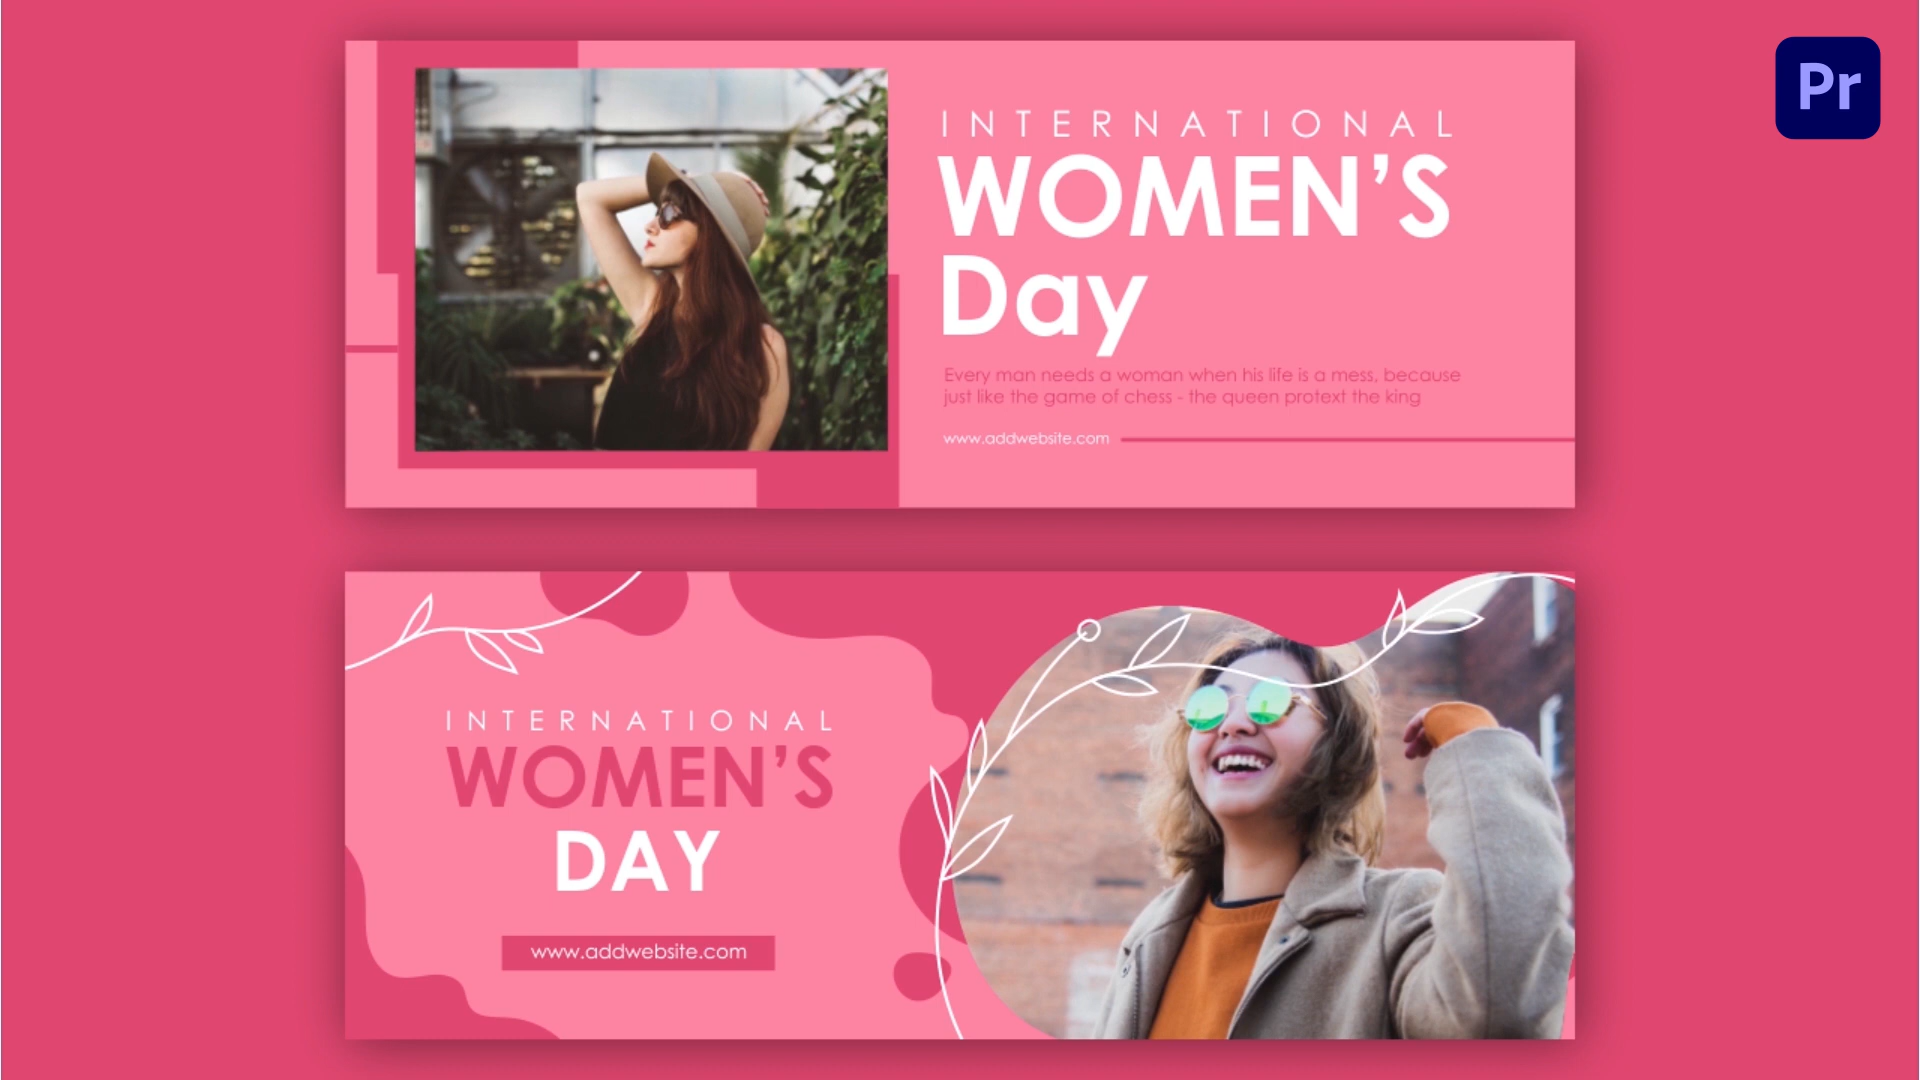 Pr
INTERNATIONAL
WOMEN'S
Day
Every man needs a woman when his life is a mess, because
just like the game of chess - the queen protext the king
www.addwebsite.com
INTERNATIONAL
WOMEN'S
DAY
www.addwebsite.com